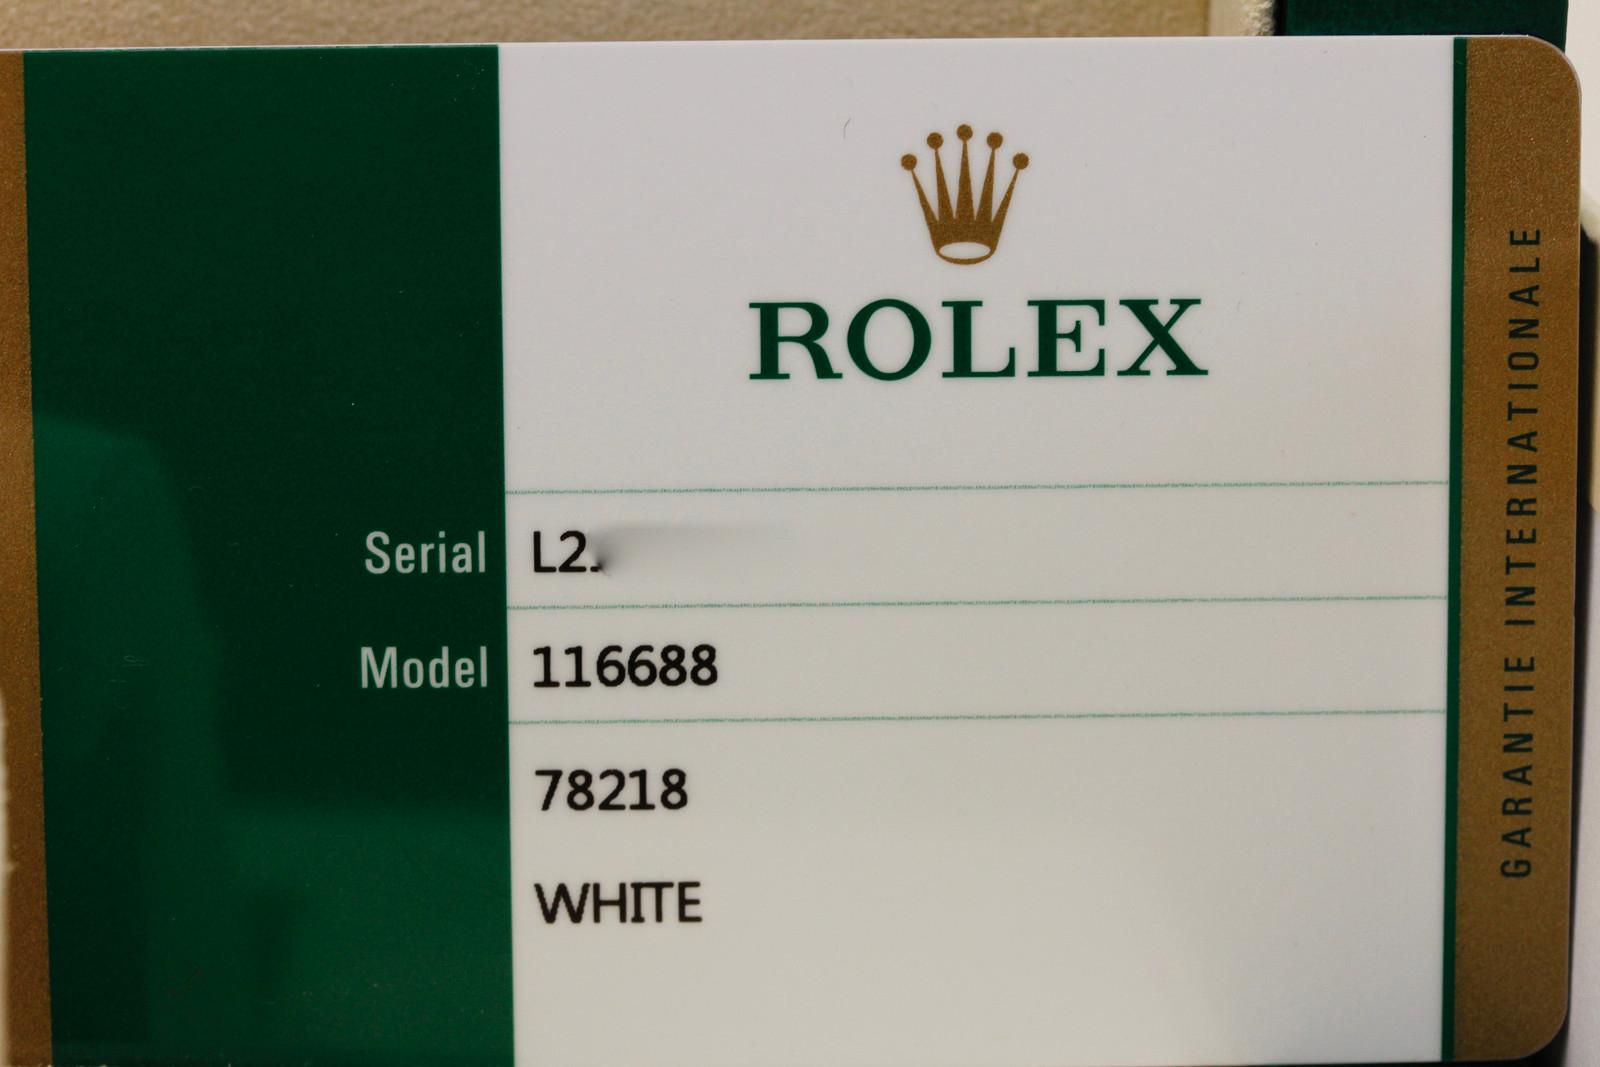 ROLEX
Serial L2
Model 116688
78218
WHITE
GARANTIE INTERNATIONALE